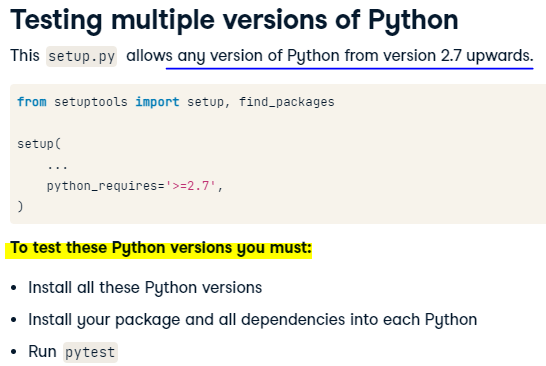 Testing multiple versions of Python
This setup.py allows any version of Python from version 2.7 upwards.
from setuptools import setup, find_packages
setup(
...
python_requires='>=2.7',
)
To test these Python versions you must:
• Install all these Python versions
• Install your package and all dependencies into each Python
• Run pytest